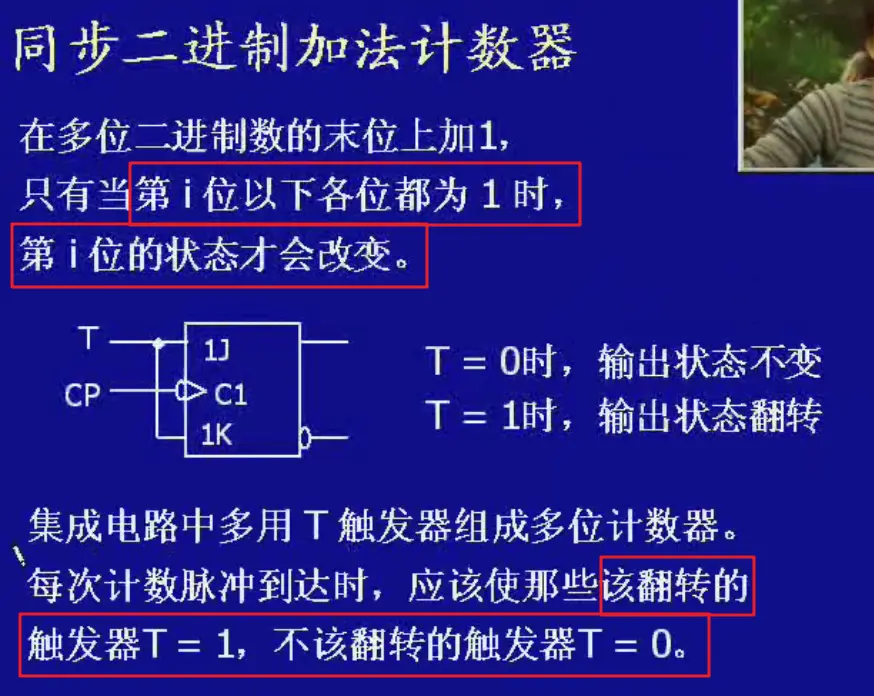 同步二进制加法计数器
在多位二进制数的末位上加1，
只有当第 i 位以下各位都为 1 时，
第 i 位的状态才会改变。
T
1J
CP
C1
1K
T = 0时，输出状态不变
T = 1时，输出状态翻转
集成电路中多用 T 触发器组成多位计数器。
每次计数脉冲到达时，应该使那些该翻转的
触发器T = 1，不该翻转的触发器T = 0。